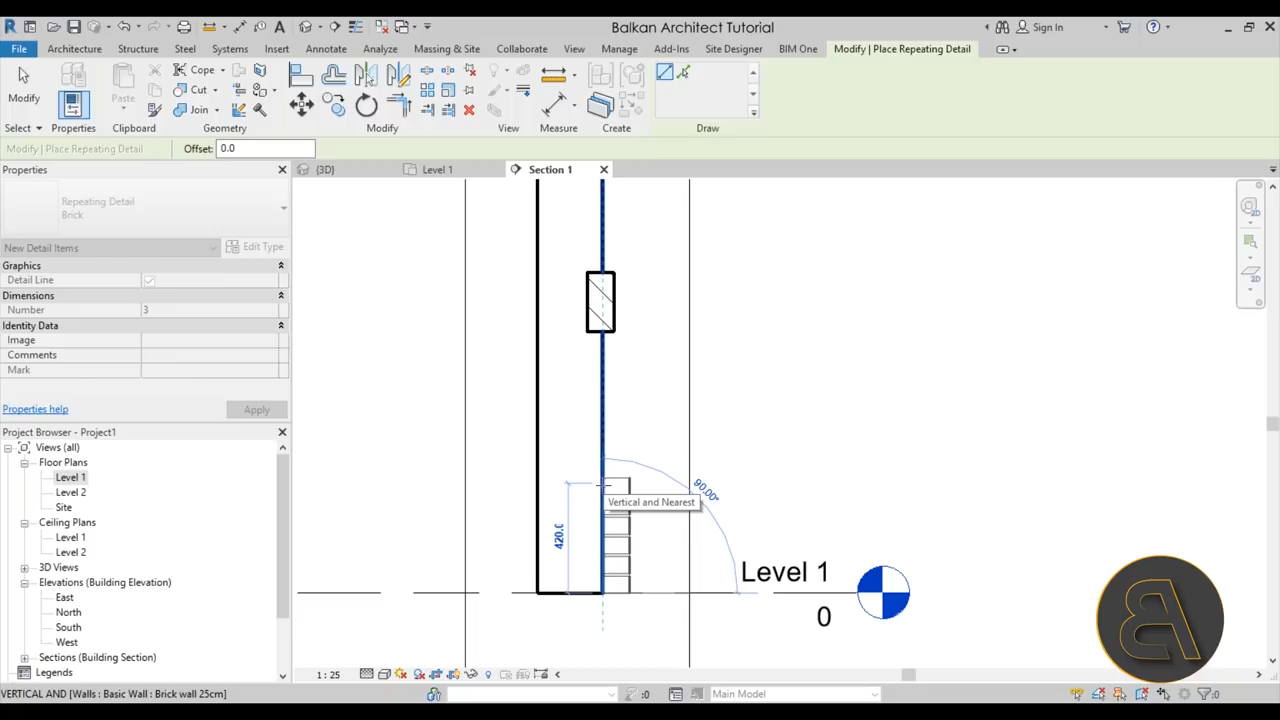 Balkan Architect Tutorial
Sign In
File Architecture Structure Steel Systems Insert Annotate Analyze Massing & Site Collaborate View Manage Add-Ins Site Designer BIM One Modify | Place Repeating Detail
Modify Paste Cope Cut Join
Select Properties Clipboard Geometry Modify View Measure Create Draw
Modify | Place Repeating Detail Offset: 0.0
Properties
{3D} Level 1 Section 1
Repeating Detail
Brick
New Detail Items Edit Type
Graphics
Detail Line
Dimensions
Number 3
Identity Data
Image
Comments
Mark
Properties help Apply
Project Browser - Project1
Views (all)
Floor Plans
Level 1
Level 2
Site
Ceiling Plans
Level 1
Level 2
3D Views
Elevations (Building Elevation)
East
North
South
West
Sections (Building Section)
Legends
90.00°
Vertical and Nearest
420.0
Level 1
0
2D
2D
1 : 25
VERTICAL AND [Walls : Basic Wall : Brick wall 25cm] :0 Main Model :0